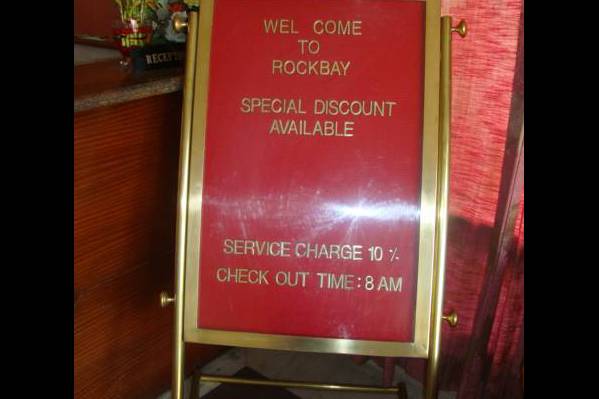 WEL COME
TO
ROCKBAY
SPECIAL DISCOUNT
AVAILABLE
SERVICE CHARGE 10 %
CHECK OUT TIME : 8 AM